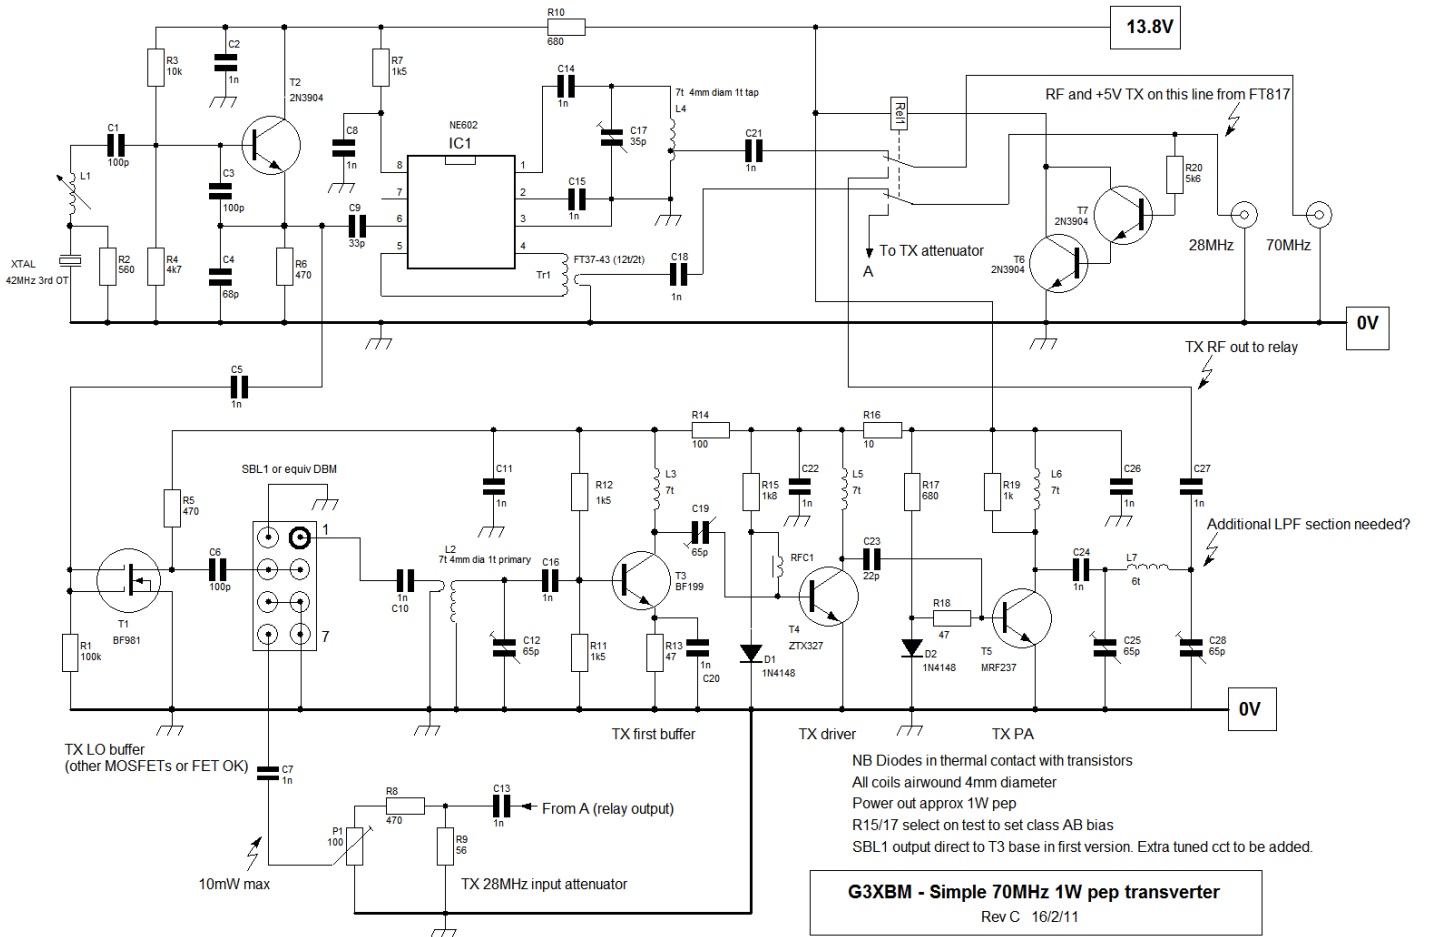 13.8V
R10
680
C2
1n
R3
10k
T2
2N3904
R7
1k5
C14
1n
7t 4mm diam 1t tap
L4
RF and +5V TX on this line from FT817
Rel1
C1
100p
C8
1n
NE602
IC1
C17
35p
C21
1n
R20
5k6
L1
C3
100p
8
7
6
5
1
2
3
4
C15
1n
C9
33p
T7
2N3904
28MHz
70MHz
XTAL
42MHz 3rd OT
R2
560
R4
4k7
C4
68p
R6
470
FT37-43 (12t/2t)
Tr1
C18
1n
To TX attenuator
A
T6
2N3904
0V
TX RF out to relay
C5
1n
R14
100
R16
10
SBL1 or equiv DBM
C11
1n
R12
1k5
L3
7t
R15
1k8
C22
1n
L5
7t
R17
680
R19
1k
L6
7t
C26
1n
C27
1n
R5
470
1
7
C19
65p
RFC1
C23
22p
Additional LPF section needed?
C6
100p
L2
7t 4mm dia 1t primary
C10
1n
C16
1n
T3
BF199
C24
1n
L7
6t
T1
BF981
R1
100k
C12
65p
R11
1k5
R13
47
1n
C20
D1
1N4148
T4
ZTX327
R18
47
D2
1N4148
T5
MRF237
C25
65p
C28
65p
0V
TX LO buffer
(other MOSFETs or FET OK)
TX first buffer
TX driver
TX PA
C7
1n
R8
470
C13
1n
From A (relay output)
P1
100
R9
56
10mW max
TX 28MHz input attenuator
NB Diodes in thermal contact with transistors
All coils airwound 4mm diameter
Power out approx 1W pep
R15/17 select on test to set class AB bias
SBL1 output direct to T3 base in first version. Extra tuned cct to be added.
G3XBM - Simple 70MHz 1W pep transverter
Rev C 16/2/11